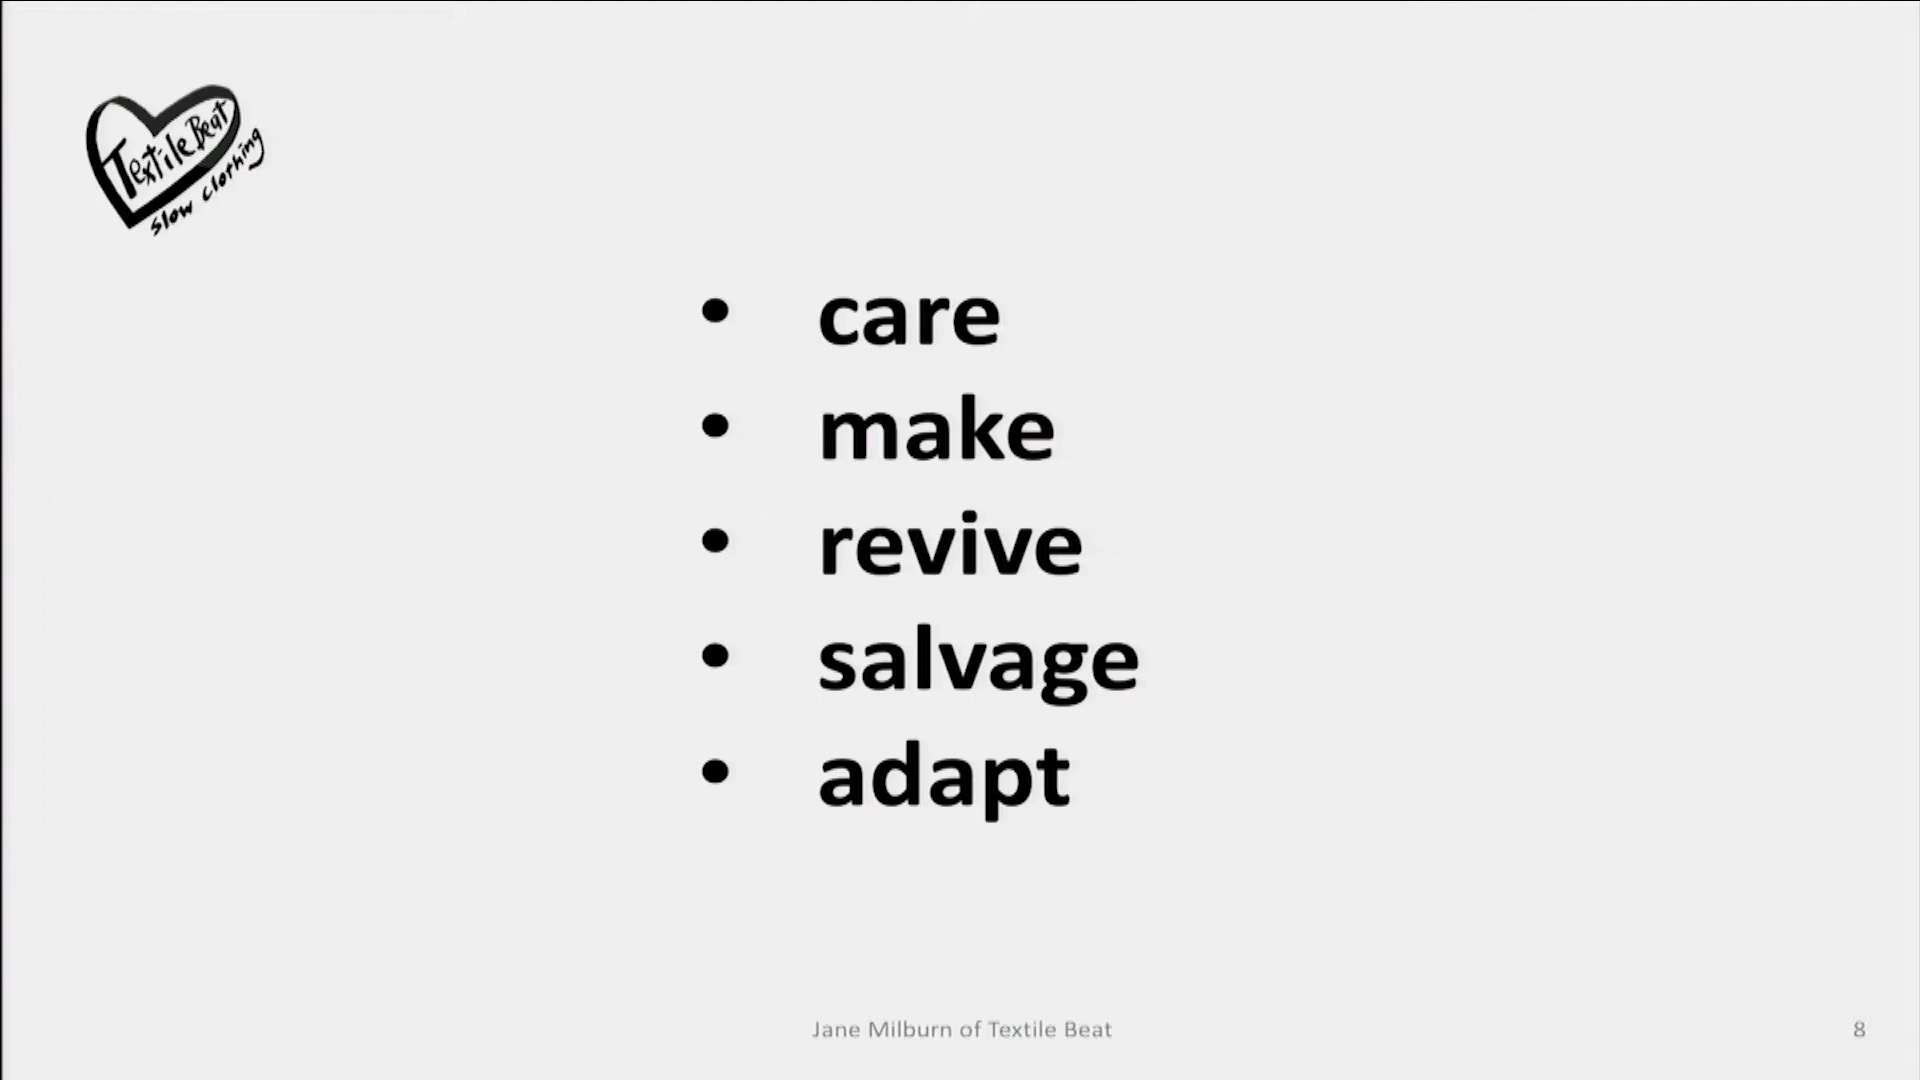 Textile Beat
slow clothing
• care
• make
• revive
• salvage
• adapt
Jane Milburn of Textile Beat
8